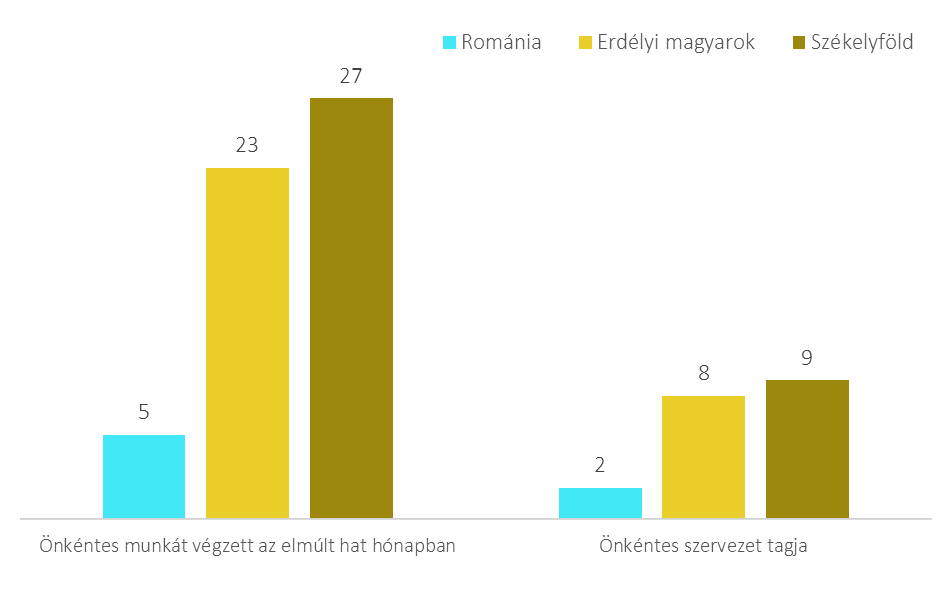 Románia Erdélyi magyarok Székelyföld
27
23
5
9
8
2
Önkéntes munkát végzett az elmúlt hat hónapban
Önkéntes szervezet tagja